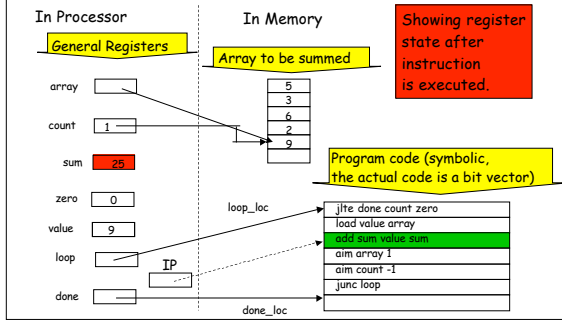 In Processor
In Memory
General Registers
Array to be summed
Showing register
state after
instruction
is executed.
array
count
1
sum
25
zero
0
value
9
loop
IP
done
5
3
6
2
9
Program code (symbolic,
the actual code is a bit vector)
loop_loc
jlte done count zero
load value array
add sum value sum
aim array 1
aim count -1
junc loop
done_loc